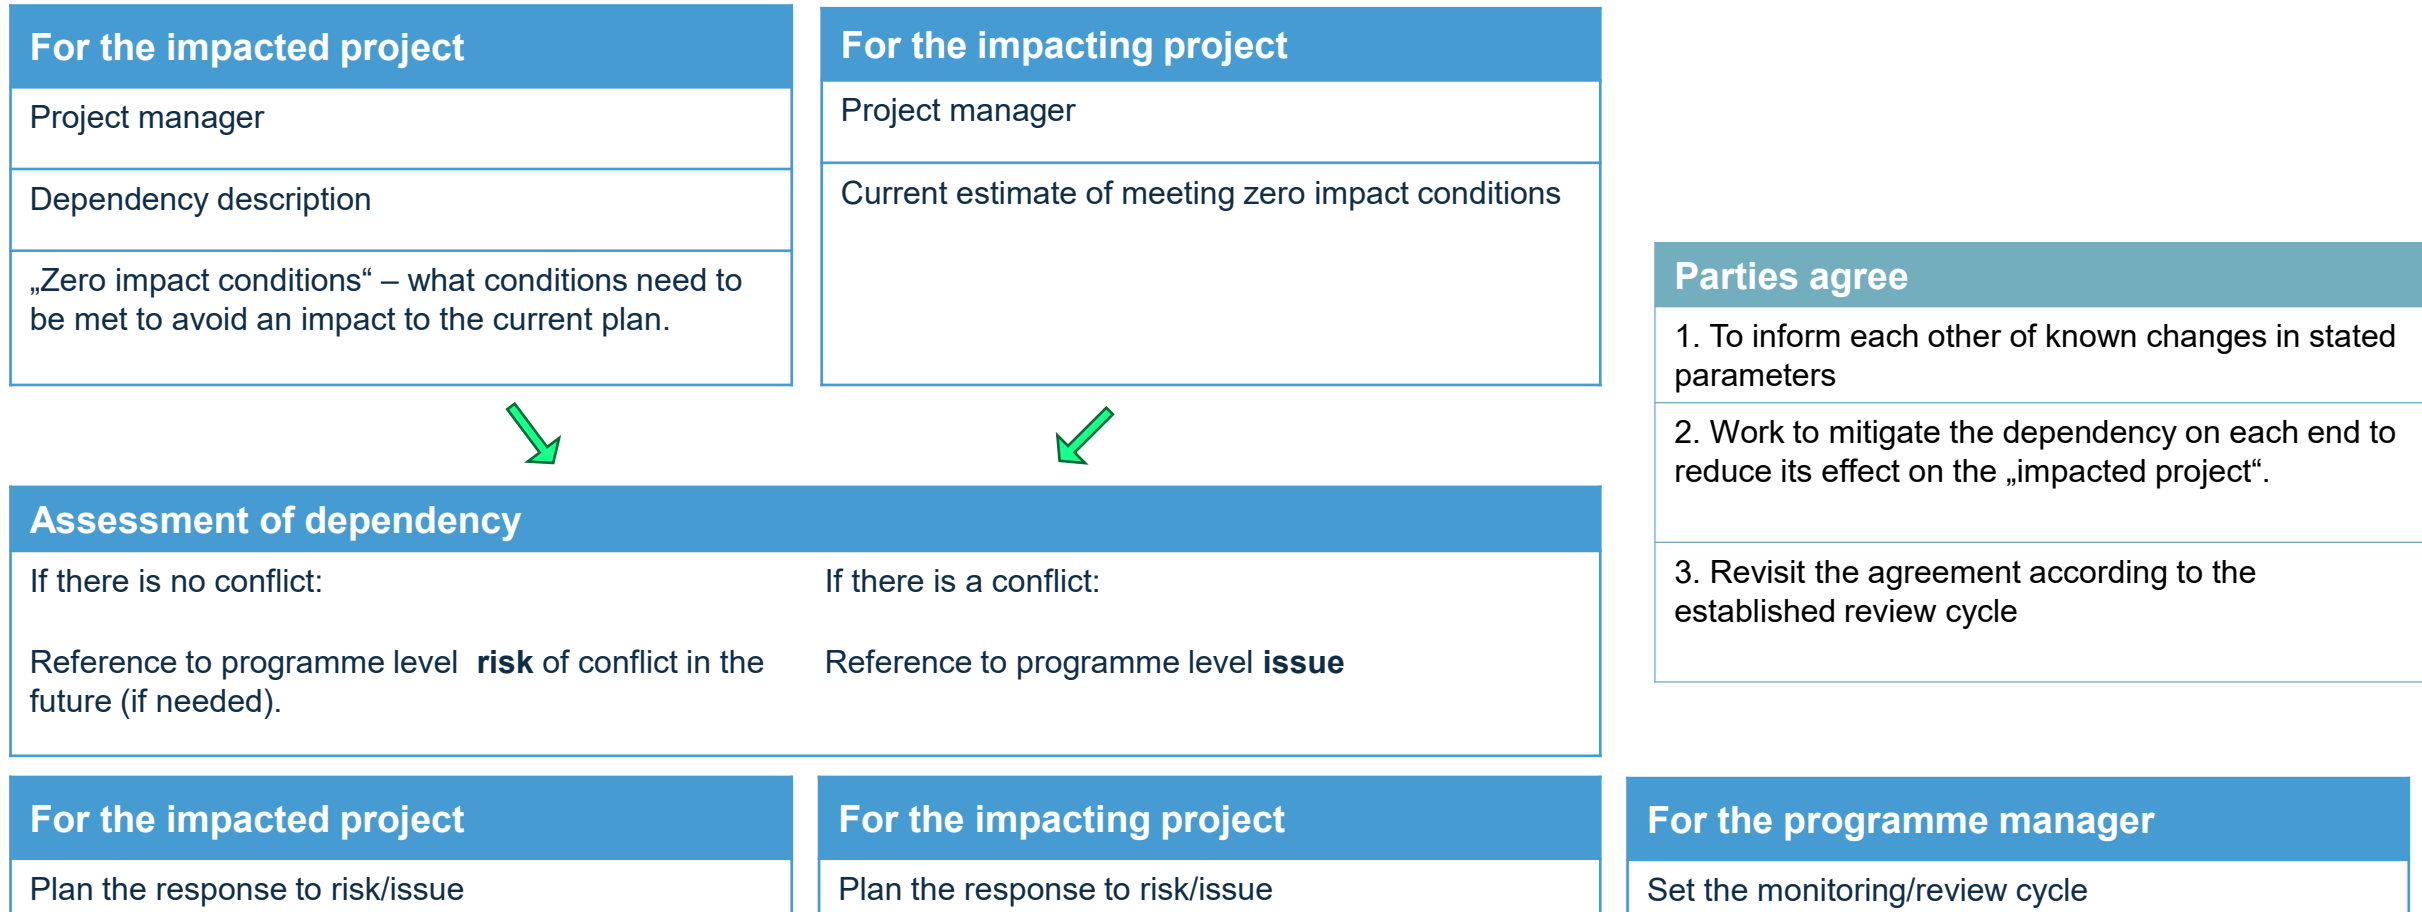 For the impacted project
Project manager
Dependency description
„Zero impact conditions“ – what conditions need to
be met to avoid an impact to the current plan.
For the impacting project
Project manager
Current estimate of meeting zero impact conditions
Parties agree
1. To inform each other of known changes in stated
parameters
2. Work to mitigate the dependency on each end to
reduce its effect on the „impacted project“.
3. Revisit the agreement according to the
established review cycle
Assessment of dependency
If there is no conflict:
Reference to programme level risk of conflict in the
future (if needed).
If there is a conflict:
Reference to programme level issue
For the impacted project
Plan the response to risk/issue
For the impacting project
Plan the response to risk/issue
For the programme manager
Set the monitoring/review cycle